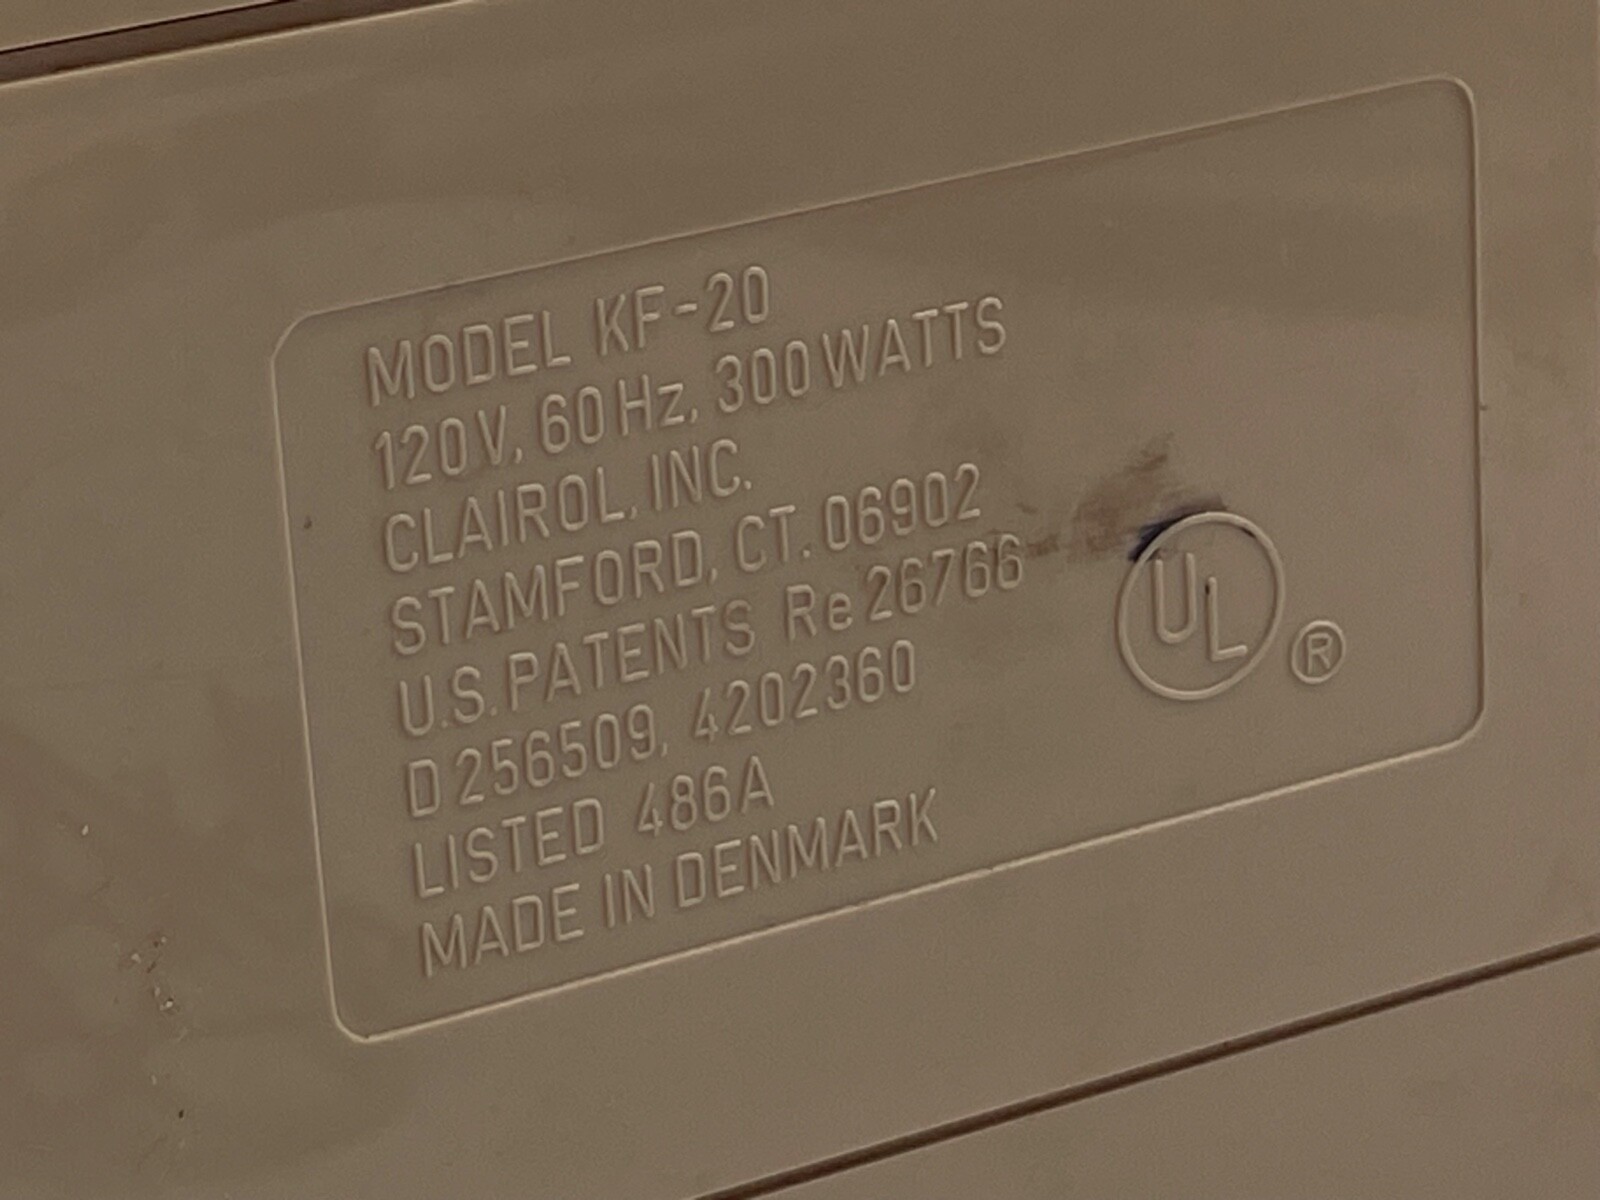 MODEL KF-20
120V, 60Hz, 300WATTS
CLAIROL, INC.
STAMFORD, CT. 06902
U.S. PATENTS Re 26766
D 256509, 4202360
LISTED 486A
MADE IN DENMARK
UL ®